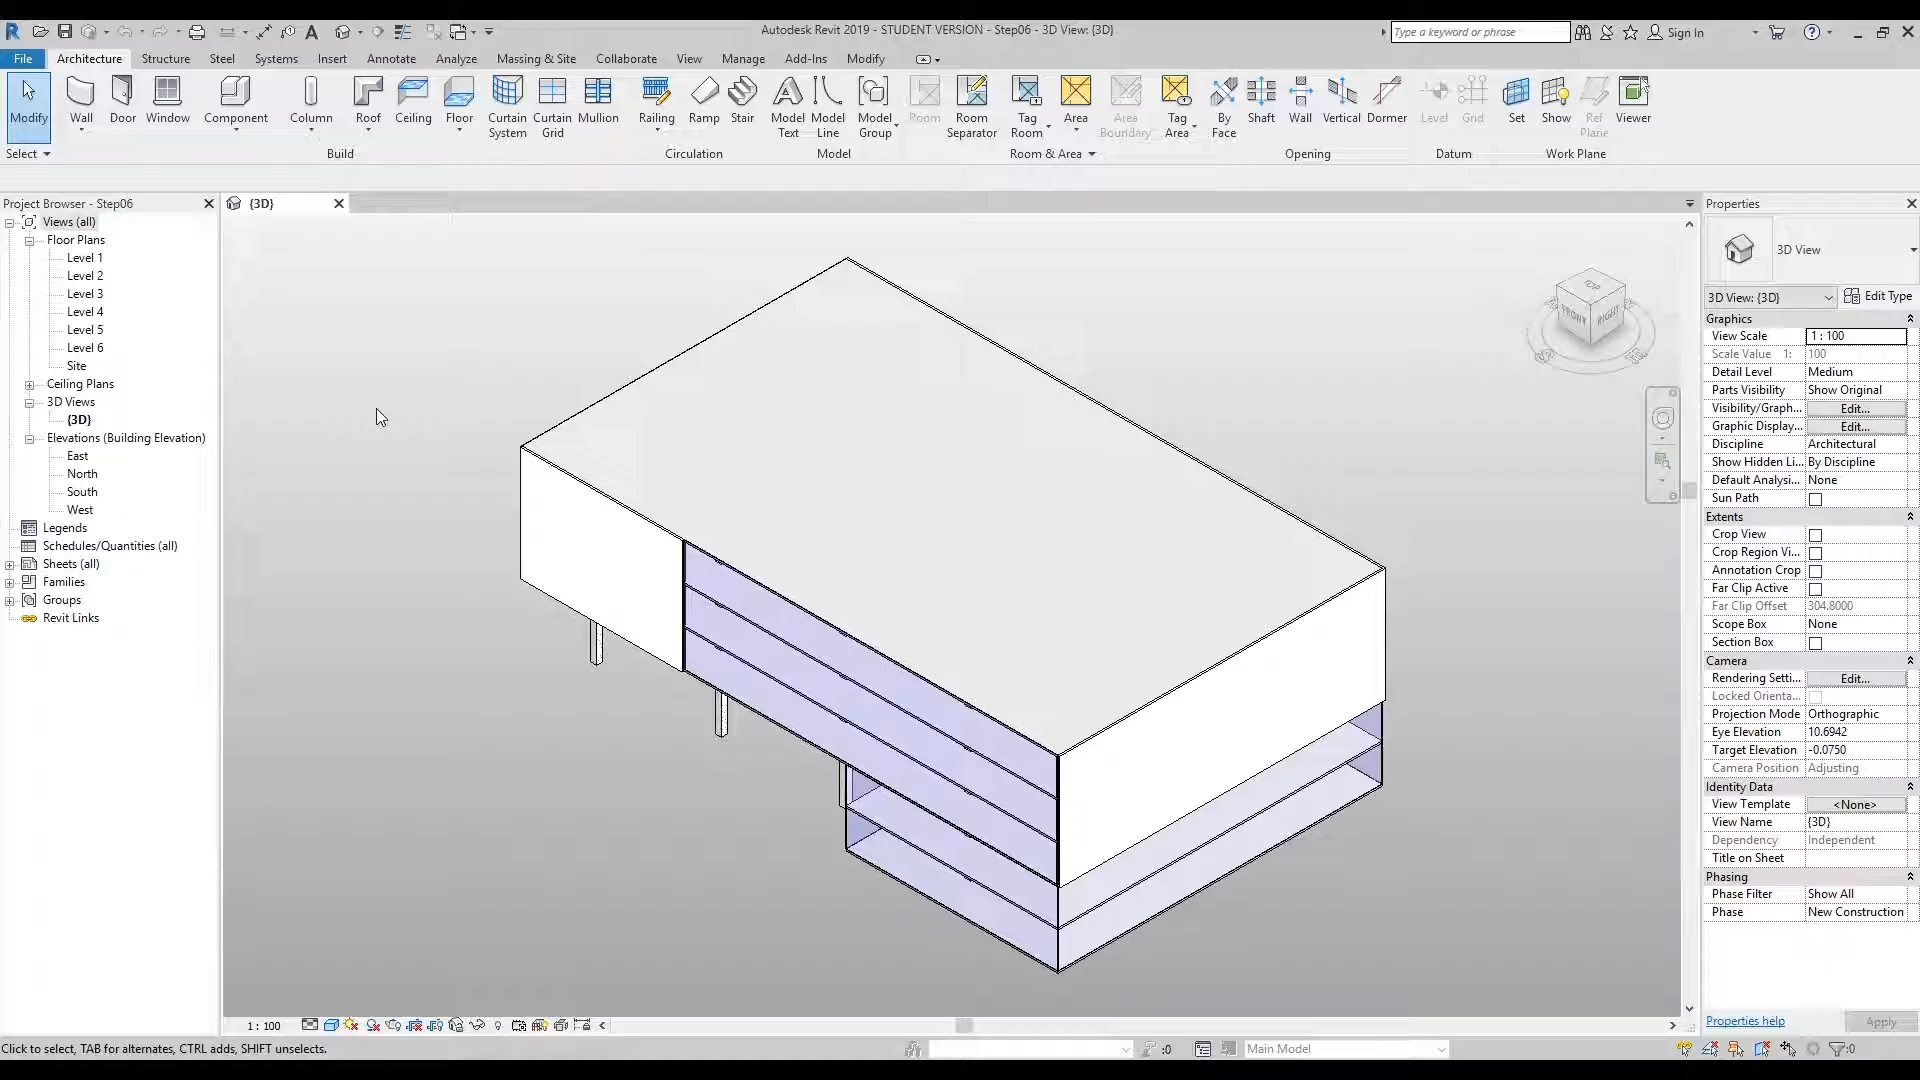 Autodesk Revit 2019 - STUDENT VERSION - Step06 - 3D View: {3D}
Type a keyword or phrase
Sign In
File Architecture Structure Steel Systems Insert Annotate Analyze Massing & Site Collaborate View Manage Add-Ins Modify
Modify Wall Door Window Component Column Roof Ceiling Floor Curtain System Curtain Grid Mullion Railing Ramp Stair Model Text Model Line Model Group Room Room Separator Tag Room Area Area Boundary Tag Area By Face Shaft Wall Vertical Dormer Level Grid Set Show Ref Plane Viewer
Select Build Circulation Model Room & Area Opening Datum Work Plane
Project Browser - Step06
Views (all)
Floor Plans
Level 1
Level 2
Level 3
Level 4
Level 5
Level 6
Site
Ceiling Plans
3D Views
{3D}
Elevations (Building Elevation)
East
North
South
West
Legends
Schedules/Quantities (all)
Sheets (all)
Families
Groups
Revit Links
{3D}
TOP
FRONT
RIGHT
Properties
3D View
3D View: {3D} Edit Type
Graphics
View Scale 1 : 100
Scale Value 1: 100
Detail Level Medium
Parts Visibility Show Original
Visibility/Graph... Edit...
Graphic Display... Edit...
Discipline Architectural
Show Hidden Li... By Discipline
Default Analysi... None
Sun Path
Extents
Crop View
Crop Region Vi...
Annotation Crop
Far Clip Active
Far Clip Offset 304.8000
Scope Box None
Section Box
Camera
Rendering Setti... Edit...
Locked Orienta...
Projection Mode Orthographic
Eye Elevation 10.6942
Target Elevation -0.0750
Camera Position Adjusting
Identity Data
View Template <None>
View Name {3D}
Dependency Independent
Title on Sheet
Phasing
Phase Filter Show All
Phase New Construction
Properties help Apply
1 : 100
Click to select, TAB for alternates, CTRL adds, SHIFT unselects.
:0
Main Model
:0